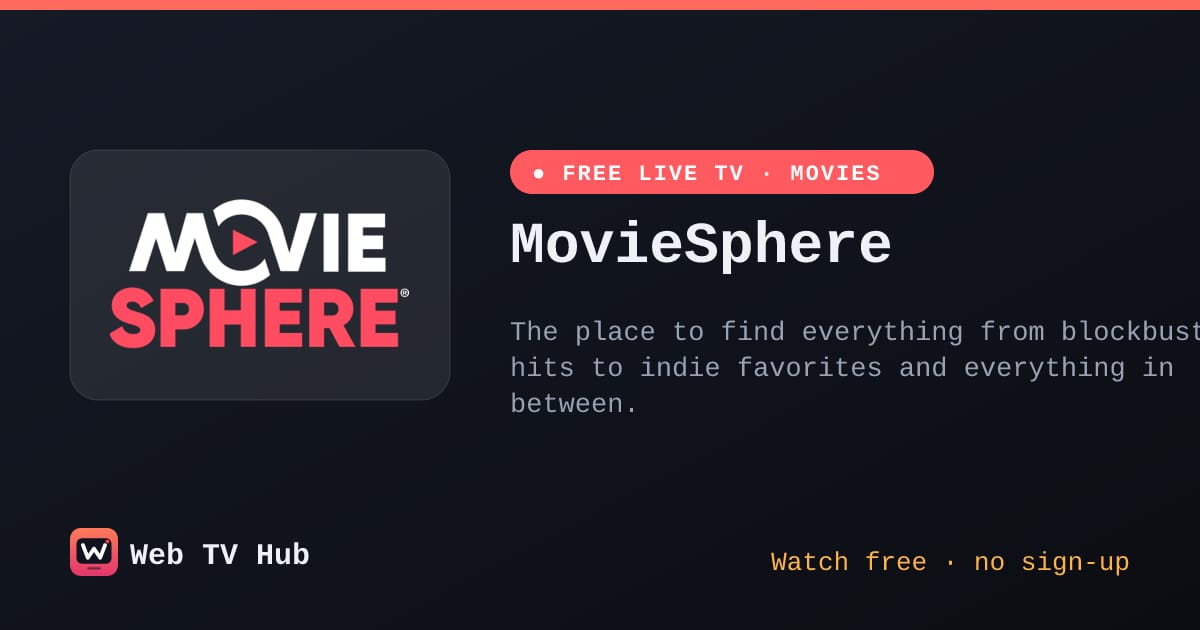 MOVIE
SPHERE®
• FREE LIVE TV · MOVIES
MovieSphere
The place to find everything from blockbust
hits to indie favorites and everything in
between.
W
Web TV Hub
Watch free · no sign-up